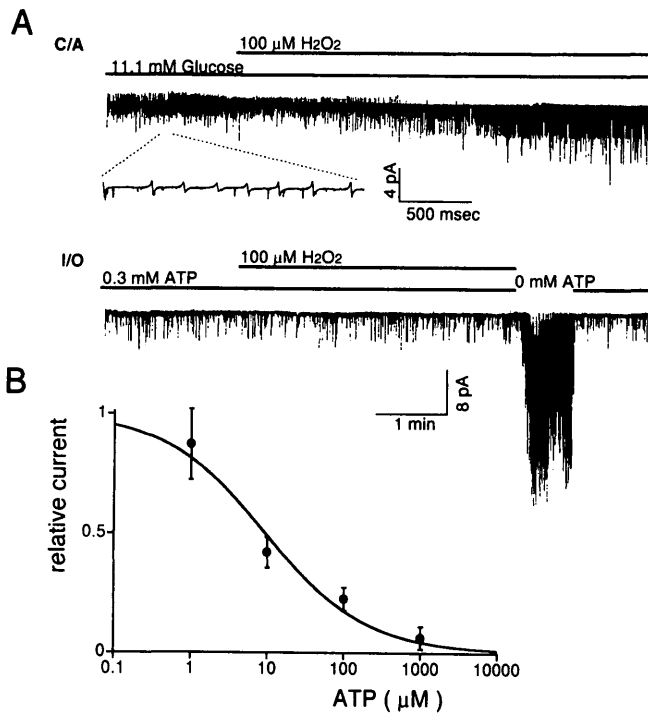 A
C/A
100 μM H2O2
11.1 mM Glucose
4 pA
500 msec
I/O
100 μM H2O2
0.3 mM ATP
0 mM ATP
8 pA
1 min
B
relative current
1
0.5
0
0.1
1
10
100
1000
10000
ATP ( μM )